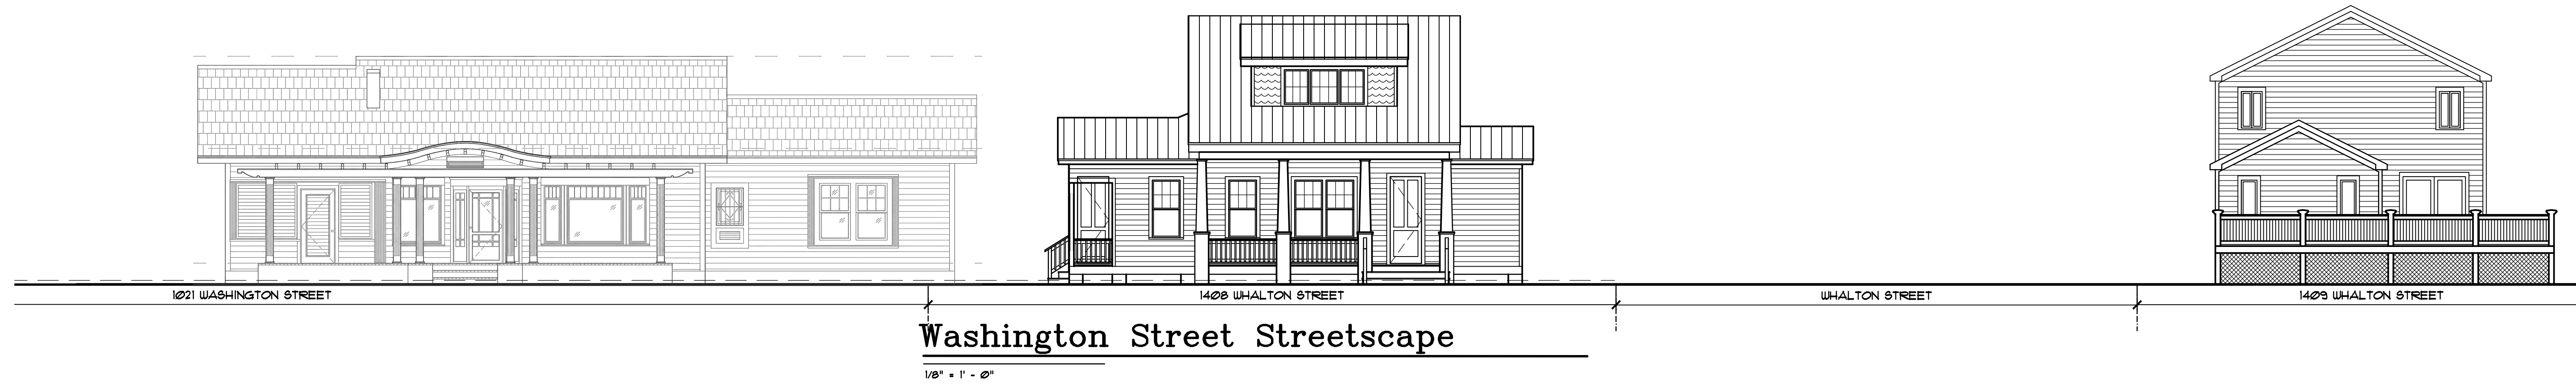 1021 WASHINGTON STREET
1408 WHALTON STREET
WHALTON STREET
1409 WHALTON STREET
Washington Street Streetscape
1/8" = 1' - 0"